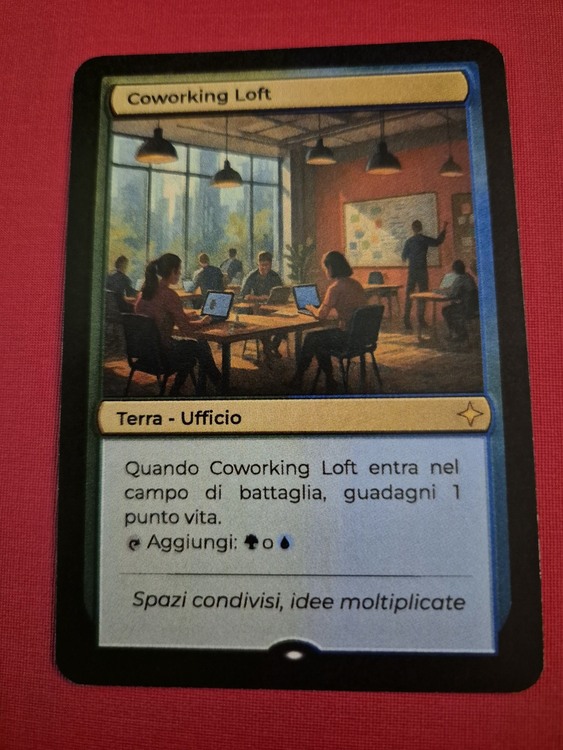 Coworking Loft
Terra - Ufficio
Quando Coworking Loft entra nel
campo di battaglia, guadagni 1
punto vita.
Aggiungi: o
Spazi condivisi, idee moltiplicate